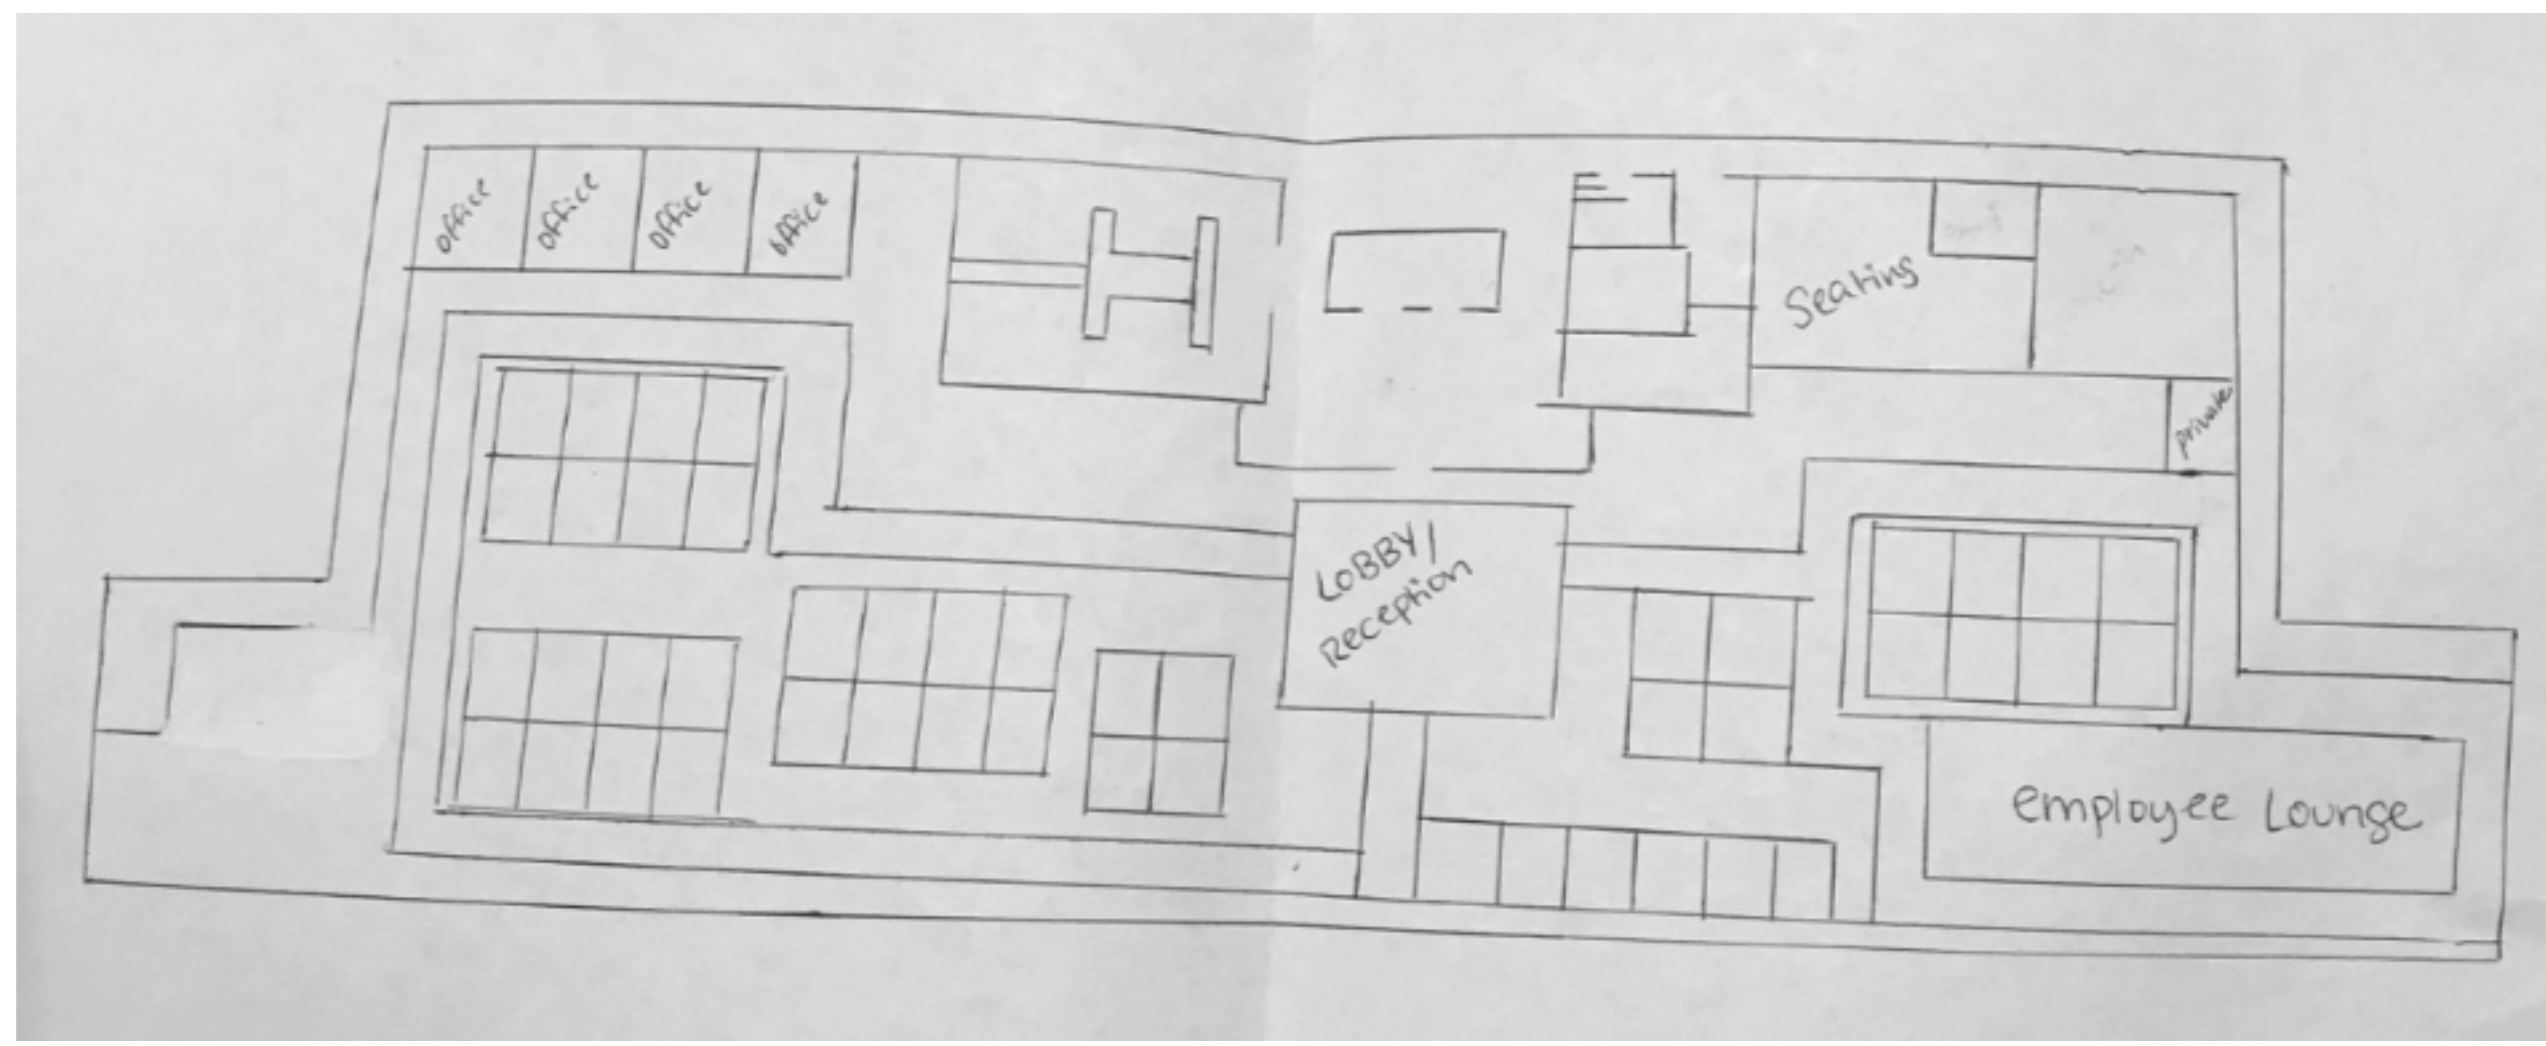 office
office
office
office
Seating
private
LOBBY/
Reception
employee Lounge